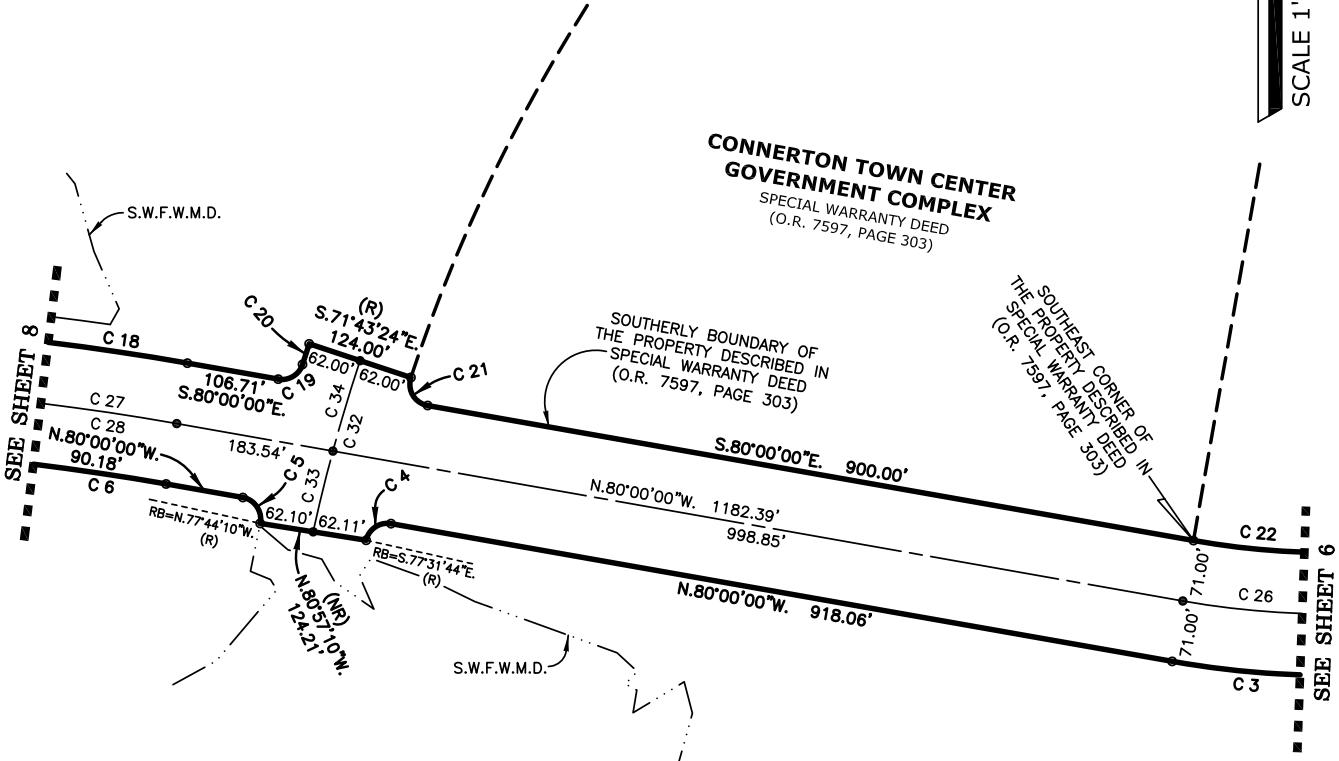 SCALE 1"
CONNERTON TOWN CENTER
GOVERNMENT COMPLEX
SPECIAL WARRANTY DEED
(O.R. 7597, PAGE 303)
S.W.F.W.M.D.
SEE SHEET 8
C 18
106.71'
S.80°00'00"E.
C 19
C 20
(R)
S.71°43'24"E.
124.00'
62.00'
62.00'
C 34
C 32
C 33
C 21
SOUTHERLY BOUNDARY OF
THE PROPERTY DESCRIBED IN
SPECIAL WARRANTY DEED
(O.R. 7597, PAGE 303)
SOUTHEAST CORNER OF
THE PROPERTY DESCRIBED IN
SPECIAL WARRANTY DEED
(O.R. 7597, PAGE 303)
C 27
C 28
183.54'
N.80°00'00"W.
90.18'
C 6
C 5
C 4
62.10'
62.11'
RB=N.77°44'10"W.
(R)
RB=S.77°31'44"E.
(R)
(NR)
N.80°57'10"W.
124.21'
S.80°00'00"E. 900.00'
N.80°00'00"W. 1182.39'
998.85'
N.80°00'00"W. 918.06'
S.W.F.W.M.D.
C 22
71.00'
C 26
71.00'
C 3
SEE SHEET 6